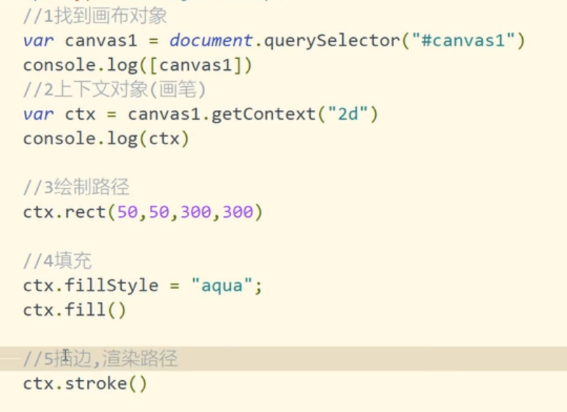 //1找到画布对象
var canvas1 = document.querySelector("#canvas1")
console.log([canvas1])
//2上下文对象(画笔)
var ctx = canvas1.getContext("2d")
console.log(ctx)
//3绘制路径
ctx.rect(50,50,300,300)
//4填充
ctx.fillStyle = "aqua";
ctx.fill()
//5描边,渲染路径
ctx.stroke()